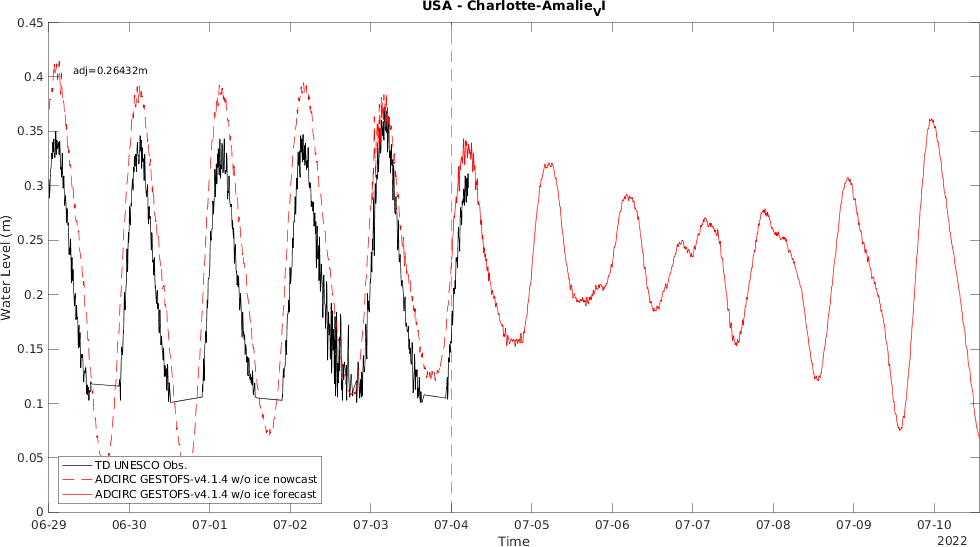 USA - Charlotte-Amalie_VI
0.45
adj=0.26432m
0.4
0.35
0.3
0.25
0.2
0.15
0.1
0.05
0
Water Level (m)
TD UNESCO Obs.
ADCIRC GESTOFS-v4.1.4 w/o ice nowcast
ADCIRC GESTOFS-v4.1.4 w/o ice forecast
06-29 06-30 07-01 07-02 07-03 07-04 07-05 07-06 07-07 07-08 07-09 07-10
Time
2022